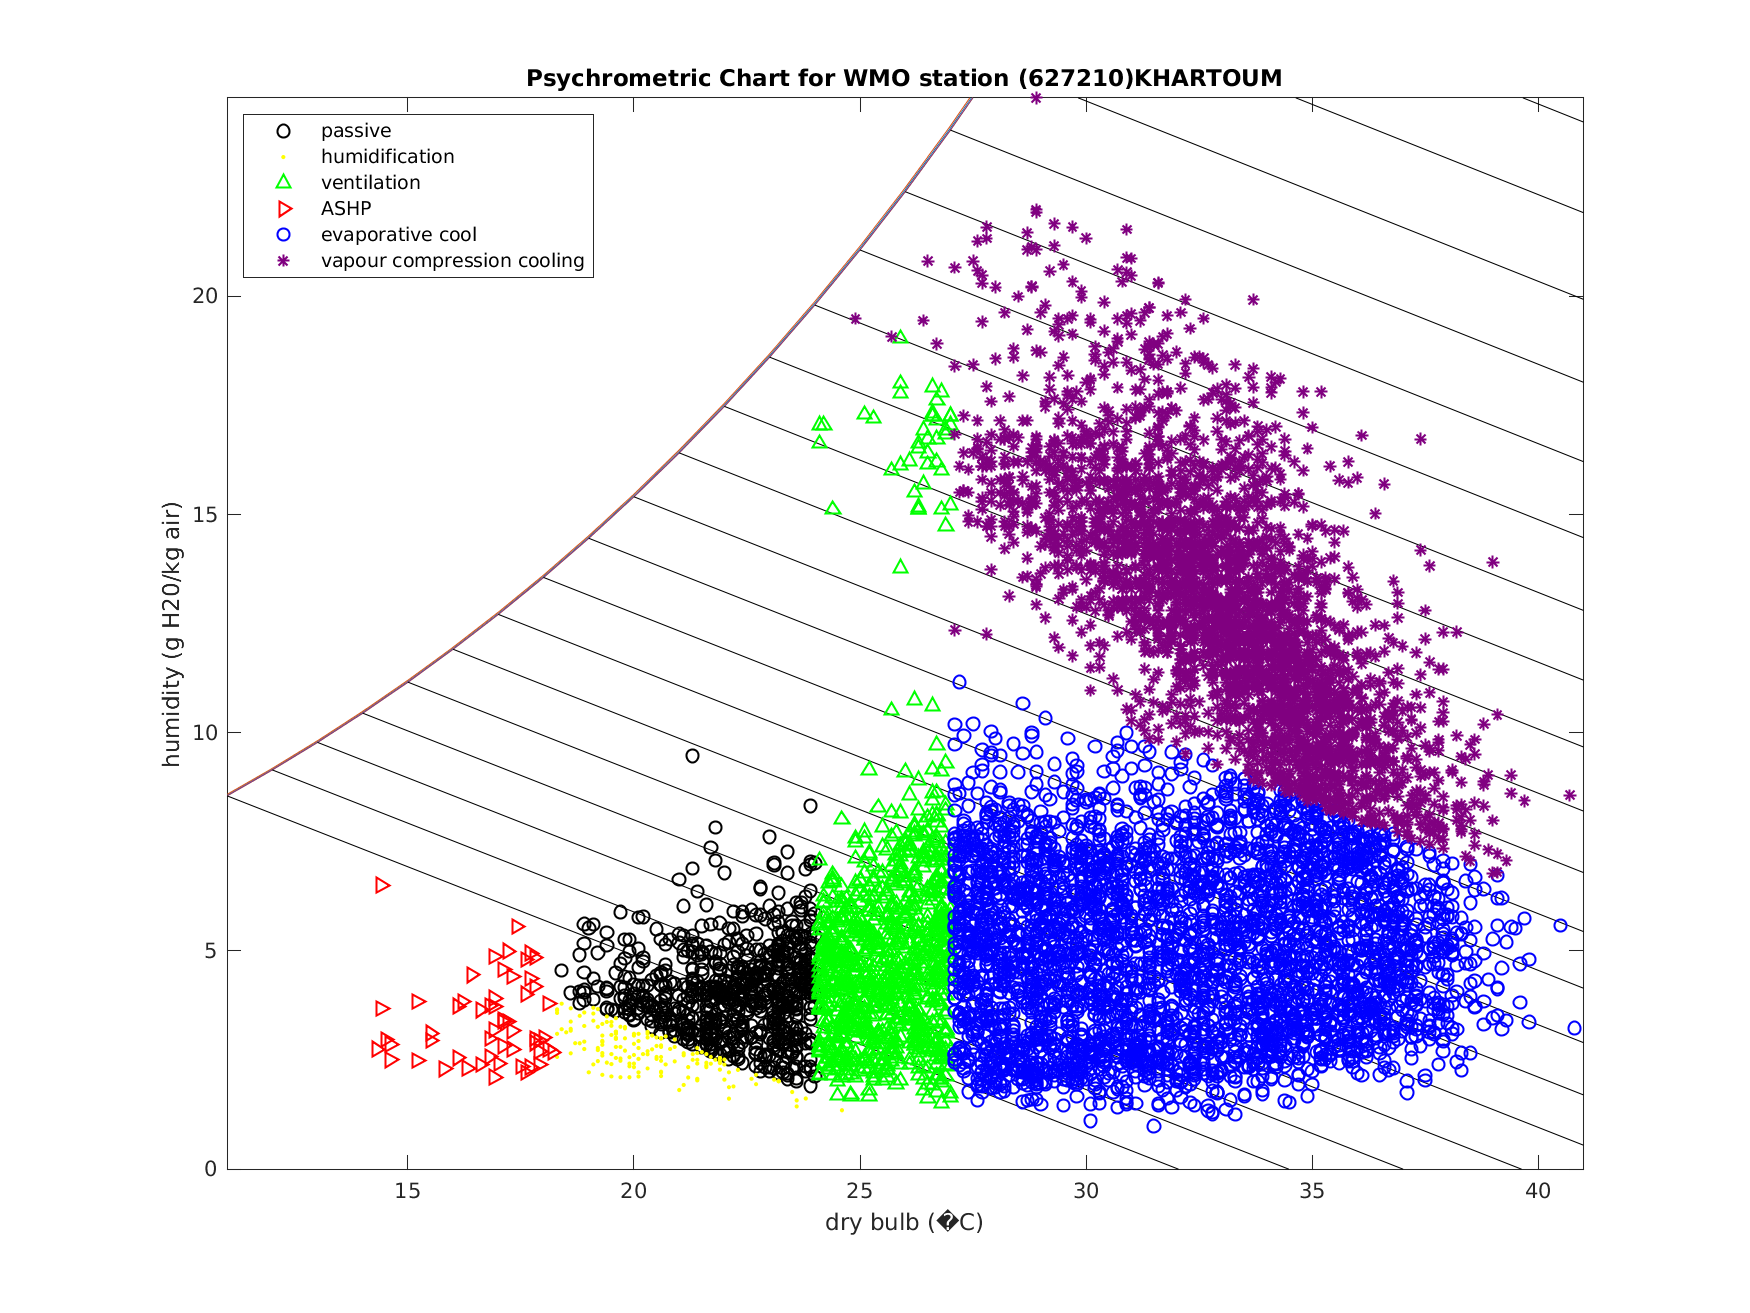 Psychrometric Chart for WMO station (627210)KHARTOUM
passive
humidification
ventilation
ASHP
evaporative cool
vapour compression cooling
humidity (g H20/kg air)
20
15
10
5
0
15 20 25 30 35 40
dry bulb (�C)